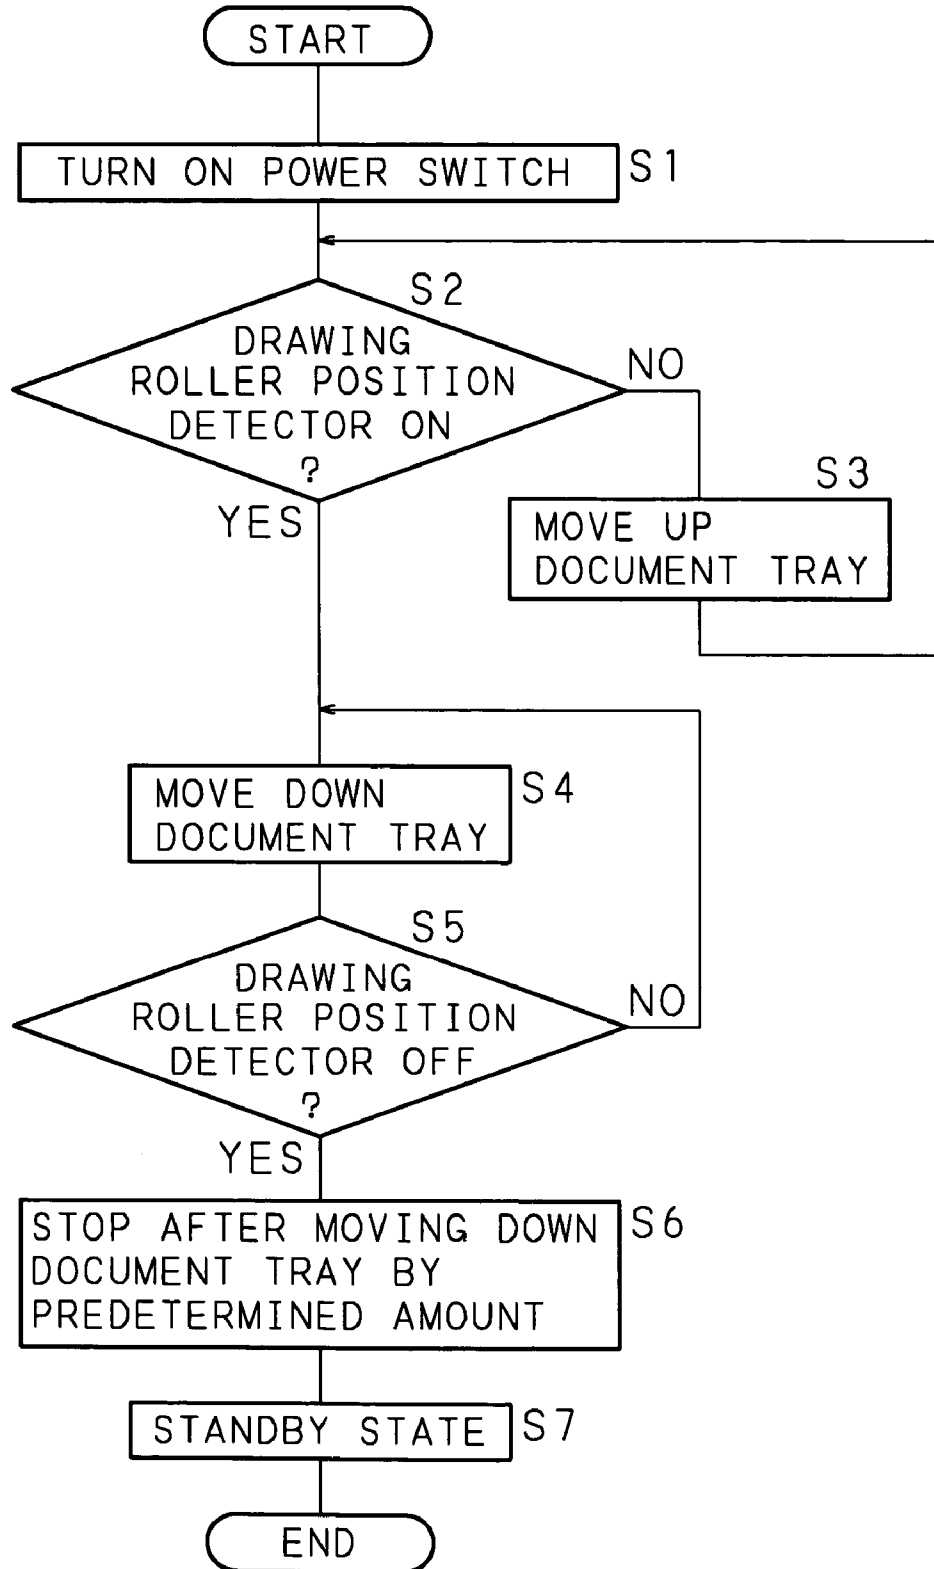 START
TURN ON POWER SWITCH
S1
S2
DRAWING
ROLLER POSITION
DETECTOR ON
?
NO
YES
S3
MOVE UP
DOCUMENT TRAY
MOVE DOWN
DOCUMENT TRAY
S4
S5
DRAWING
ROLLER POSITION
DETECTOR OFF
?
NO
YES
STOP AFTER MOVING DOWN
DOCUMENT TRAY BY
PREDETERMINED AMOUNT
S6
STANDBY STATE
S7
END